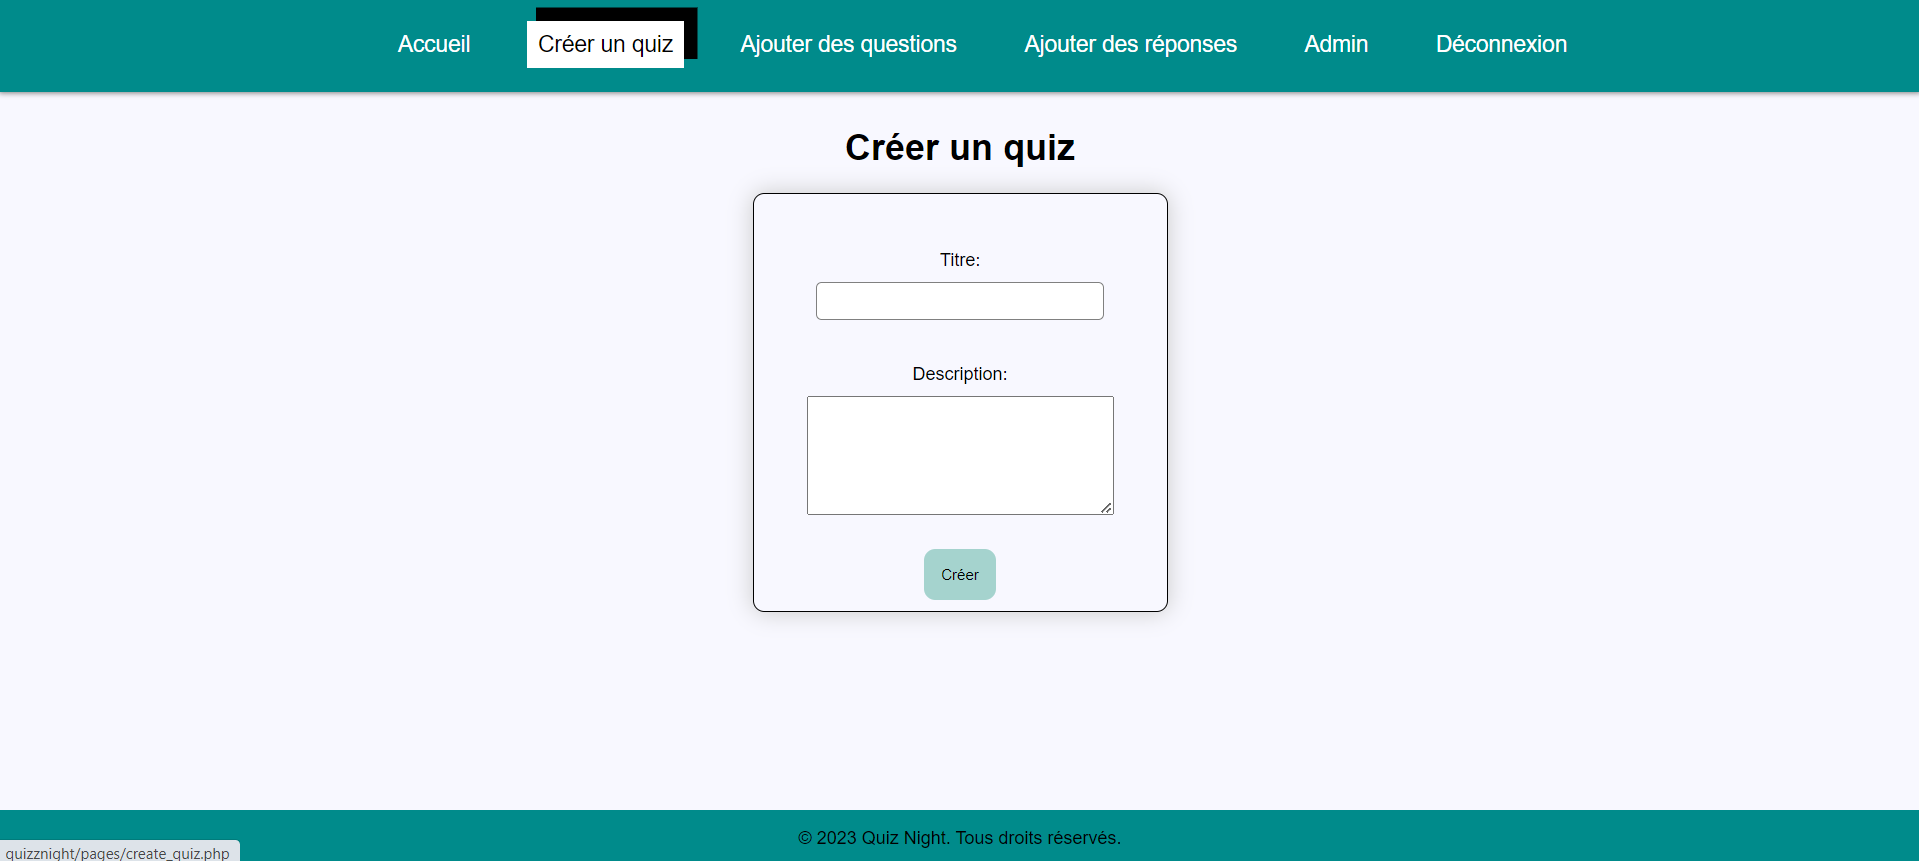 Accueil Créer un quiz Ajouter des questions Ajouter des réponses Admin Déconnexion
Créer un quiz
Titre:
Description:
Créer
© 2023 Quiz Night. Tous droits réservés.
quizznight/pages/create_quiz.php